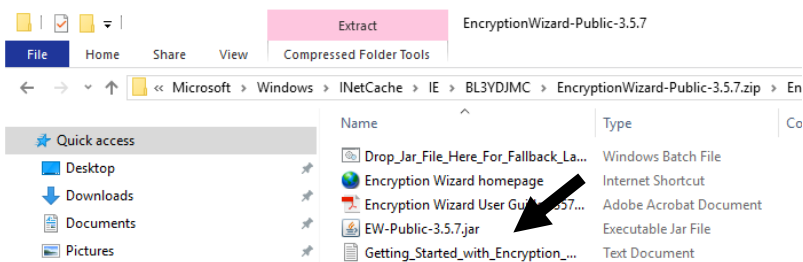 Extract EncryptionWizard-Public-3.5.7
File Home Share View Compressed Folder Tools
« Microsoft > Windows > INetCache > IE > BL3YDJMC > EncryptionWizard-Public-3.5.7.zip > En
Name Type Co
Quick access
Drop_Jar_File_Here_For_Fallback_La... Windows Batch File
Desktop
Encryption Wizard homepage Internet Shortcut
Downloads
Encryption Wizard User 357... Adobe Acrobat Document
Documents
EW-Public-3.5.7.jar Executable Jar File
Pictures
Getting_Started_with_Encryption_... Text Document